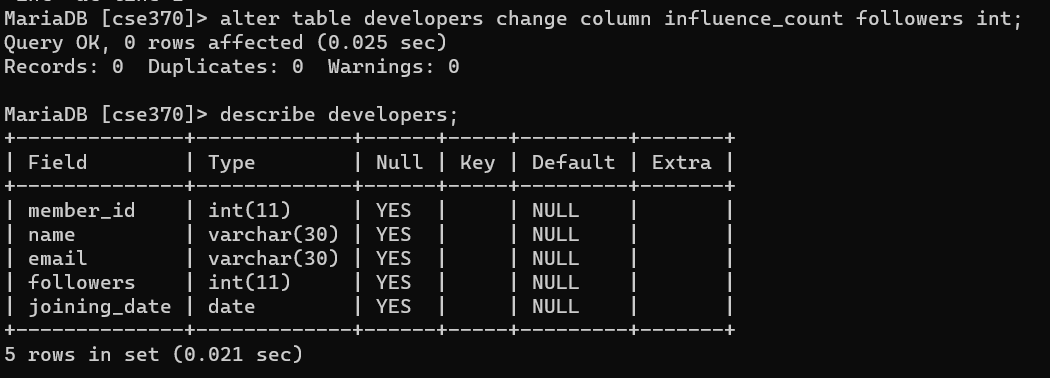 MariaDB [cse370]> alter table developers change column influence_count followers int;
Query OK, 0 rows affected (0.025 sec)
Records: 0  Duplicates: 0  Warnings: 0

MariaDB [cse370]> describe developers;
+--------------+-------------+------+-----+---------+-------+
| Field        | Type        | Null | Key | Default | Extra |
+--------------+-------------+------+-----+---------+-------+
| member_id    | int(11)     | YES  |     | NULL    |       |
| name         | varchar(30) | YES  |     | NULL    |       |
| email        | varchar(30) | YES  |     | NULL    |       |
| followers    | int(11)     | YES  |     | NULL    |       |
| joining_date | date        | YES  |     | NULL    |       |
+--------------+-------------+------+-----+---------+-------+
5 rows in set (0.021 sec)